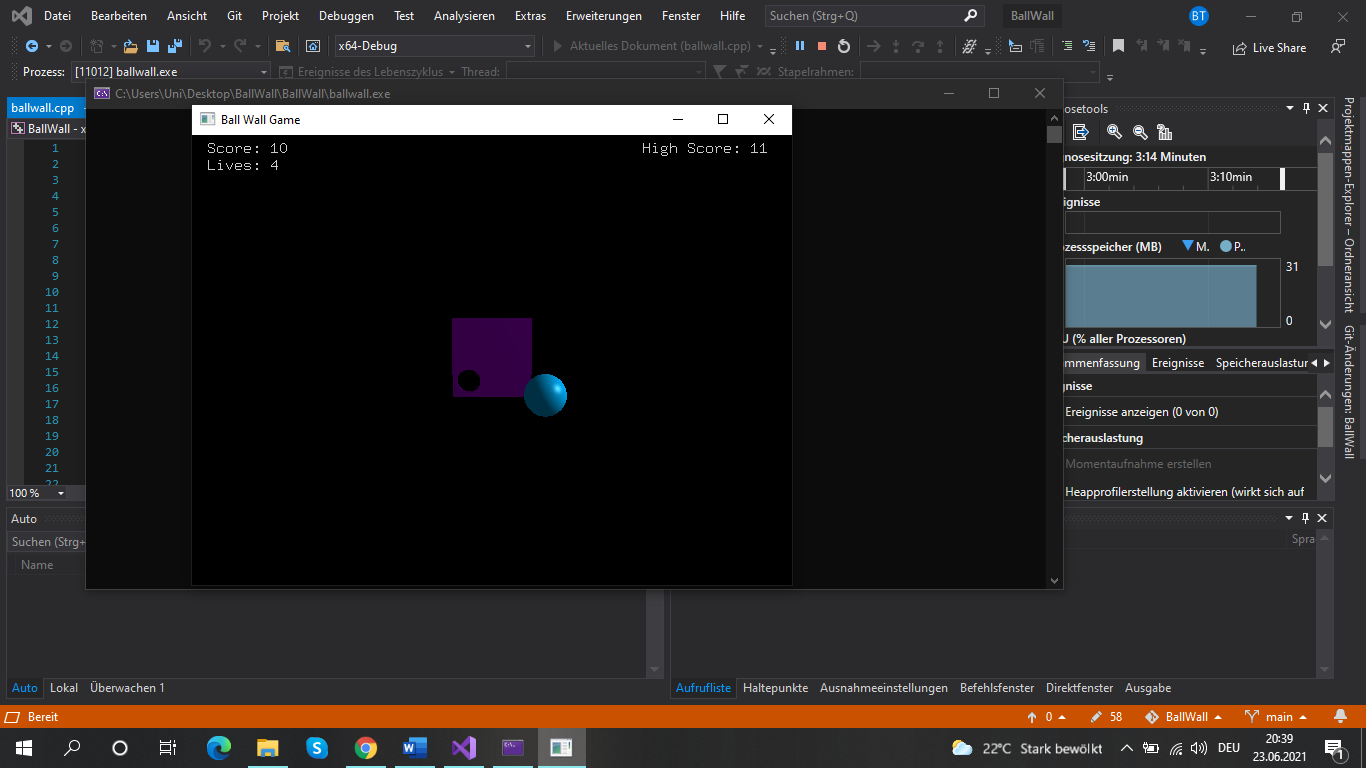 Datei Bearbeiten Ansicht Git Projekt Debuggen Test Analysieren Extras Erweiterungen Fenster Hilfe Suchen (Strg+Q) BallWall BT
x64-Debug Aktuelles Dokument (ballwall.cpp) Live Share
Prozess: [11012] ballwall.exe Ereignisse des Lebenszyklus Thread: Stapelrahmen:
C:\Users\Uni\Desktop\BallWall\BallWall\ballwall.exe
ballwall.cpp
BallWall - x
Ball Wall Game
Score: 10 High Score: 11
Lives: 4
1
2
3
4
5
6
7
8
9
10
11
12
13
14
15
16
17
18
19
20
21
22
100 %
osetools
gnosesitzung: 3:14 Minuten
3:00min 3:10min
ignisse
ozessspeicher (MB) M. P..
31
0
U (% aller Prozessoren)
mmenfassung Ereignisse Speicherauslastur
gnisse
Ereignisse anzeigen (0 von 0)
cherauslastung
Momentaufnahme erstellen
Heapprofilerstellung aktivieren (wirkt sich auf
Projektmappen-Explorer – Ordneransicht
Git-Änderungen: BallWall
Auto
Suchen (Strg+
Name
Spra
Auto Lokal Überwachen 1
Aufrufliste Haltepunkte Ausnahmeeinstellungen Befehlsfenster Direktfenster Ausgabe
Bereit 0 58 BallWall main
22°C Stark bewölkt DEU 20:39
23.06.2021 1